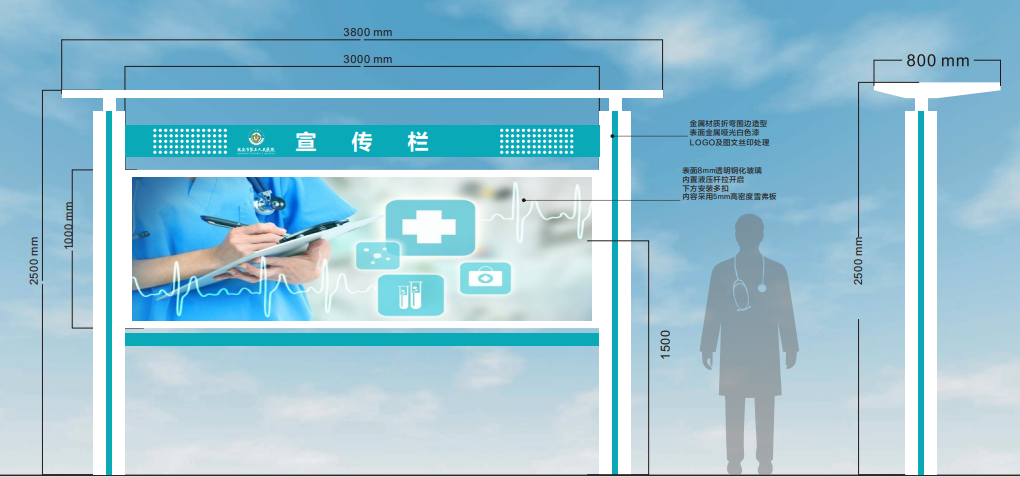 3800 mm
3000 mm
800 mm
宣 传 栏
金属材质折弯围边造型
表面金属哑光白色漆
LOGO及图文丝印处理
表面8mm透明钢化玻璃
内置液压杆拉开启
下方安装多扣
内容采用5mm高密度雪弗板
1000 mm
2500 mm
2500 mm
1500